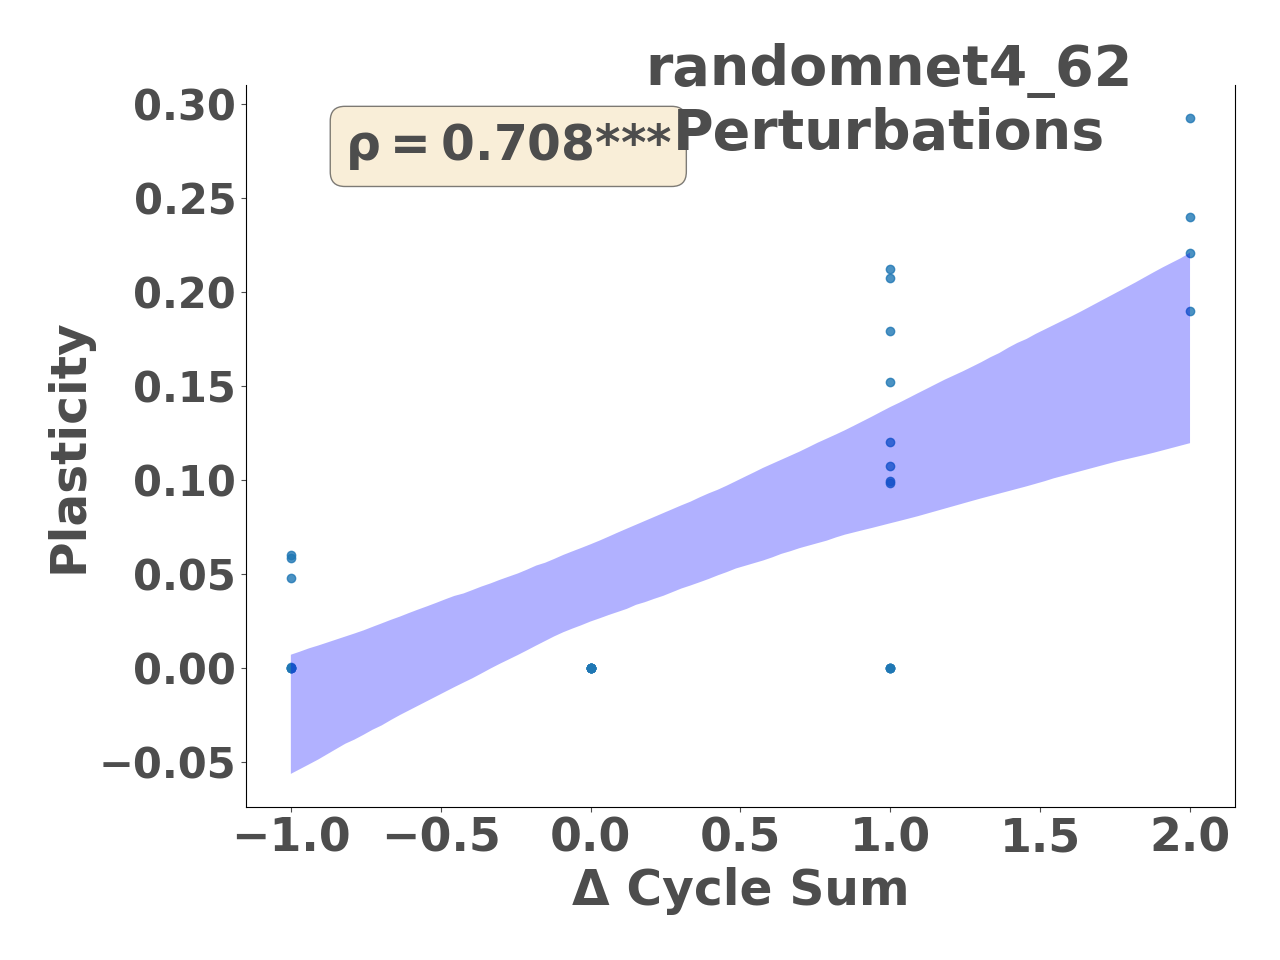 randomnet4_62
Perturbations
ρ = 0.708***
0.30
0.25
0.20
0.15
0.10
0.05
0.00
−0.05
Plasticity
−1.0 −0.5 0.0 0.5 1.0 1.5 2.0
Δ Cycle Sum